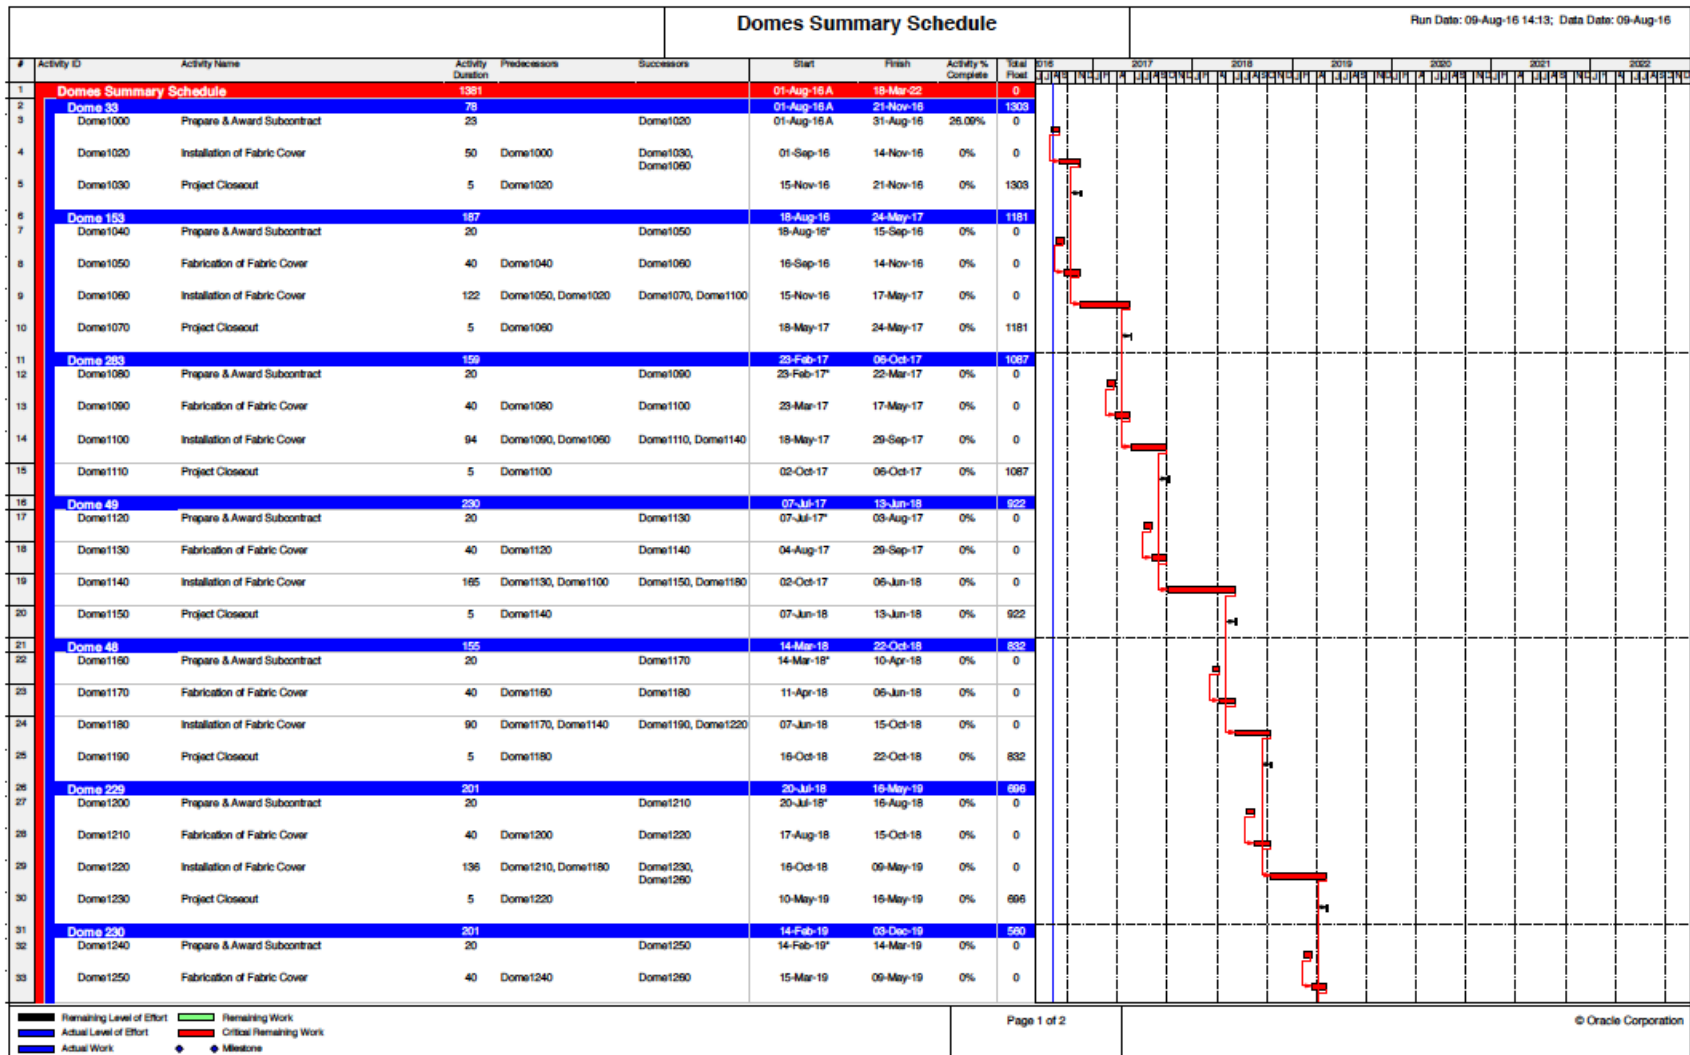 Domes Summary Schedule
Run Date: 09-Aug-16 14:13; Data Date: 09-Aug-16
# Activity ID Activity Name Activity Duration Predecessors Successors Start Finish Activity % Complete Total Float 2016 2017 2018 2019 2020 2021 2022
1 Domes Summary Schedule 1381 01-Aug-16 A 18-Mar-22 0
2 Dome 33 78 01-Aug-16 A 21-Nov-16 1303
3 Dome1000 Prepare & Award Subcontract 23 Dome1020 01-Aug-16 A 31-Aug-16 26.09% 0
4 Dome1020 Installation of Fabric Cover 50 Dome1000 Dome1030, Dome1060 01-Sep-16 14-Nov-16 0% 0
5 Dome1030 Project Closeout 5 Dome1020 15-Nov-16 21-Nov-16 0% 1303
6 Dome 153 187 18-Aug-16 24-May-17 1181
7 Dome1040 Prepare & Award Subcontract 20 Dome1050 18-Aug-16* 15-Sep-16 0% 0
8 Dome1050 Fabrication of Fabric Cover 40 Dome1040 Dome1060 16-Sep-16 14-Nov-16 0% 0
9 Dome1060 Installation of Fabric Cover 122 Dome1050, Dome1020 Dome1070, Dome1100 15-Nov-16 17-May-17 0% 0
10 Dome1070 Project Closeout 5 Dome1060 18-May-17 24-May-17 0% 1181
11 Dome 283 159 23-Feb-17 06-Oct-17 1087
12 Dome1080 Prepare & Award Subcontract 20 Dome1090 23-Feb-17* 22-Mar-17 0% 0
13 Dome1090 Fabrication of Fabric Cover 40 Dome1080 Dome1100 23-Mar-17 17-May-17 0% 0
14 Dome1100 Installation of Fabric Cover 94 Dome1090, Dome1060 Dome1110, Dome1140 18-May-17 29-Sep-17 0% 0
15 Dome1110 Project Closeout 5 Dome1100 02-Oct-17 06-Oct-17 0% 1087
16 Dome 49 230 07-Jul-17 13-Jun-18 922
17 Dome1120 Prepare & Award Subcontract 20 Dome1130 07-Jul-17* 03-Aug-17 0% 0
18 Dome1130 Fabrication of Fabric Cover 40 Dome1120 Dome1140 04-Aug-17 29-Sep-17 0% 0
19 Dome1140 Installation of Fabric Cover 165 Dome1130, Dome1100 Dome1150, Dome1180 02-Oct-17 06-Jun-18 0% 0
20 Dome1150 Project Closeout 5 Dome1140 07-Jun-18 13-Jun-18 0% 922
21 Dome 48 155 14-Mar-18 22-Oct-18 832
22 Dome1160 Prepare & Award Subcontract 20 Dome1170 14-Mar-18* 10-Apr-18 0% 0
23 Dome1170 Fabrication of Fabric Cover 40 Dome1160 Dome1180 11-Apr-18 06-Jun-18 0% 0
24 Dome1180 Installation of Fabric Cover 90 Dome1170, Dome1140 Dome1190, Dome1220 07-Jun-18 15-Oct-18 0% 0
25 Dome1190 Project Closeout 5 Dome1180 16-Oct-18 22-Oct-18 0% 832
26 Dome 229 201 20-Jul-18 16-May-19 696
27 Dome1200 Prepare & Award Subcontract 20 Dome1210 20-Jul-18* 16-Aug-18 0% 0
28 Dome1210 Fabrication of Fabric Cover 40 Dome1200 Dome1220 17-Aug-18 15-Oct-18 0% 0
29 Dome1220 Installation of Fabric Cover 136 Dome1210, Dome1180 Dome1230, Dome1260 16-Oct-18 09-May-19 0% 0
30 Dome1230 Project Closeout 5 Dome1220 10-May-19 16-May-19 0% 696
31 Dome 230 201 14-Feb-19 03-Dec-19 560
32 Dome1240 Prepare & Award Subcontract 20 Dome1250 14-Feb-19* 14-Mar-19 0% 0
33 Dome1250 Fabrication of Fabric Cover 40 Dome1240 Dome1260 15-Mar-19 09-May-19 0% 0
Remaining Level of Effort Remaining Work
Actual Level of Effort Critical Remaining Work
Actual Work Milestone
Page 1 of 2
© Oracle Corporation